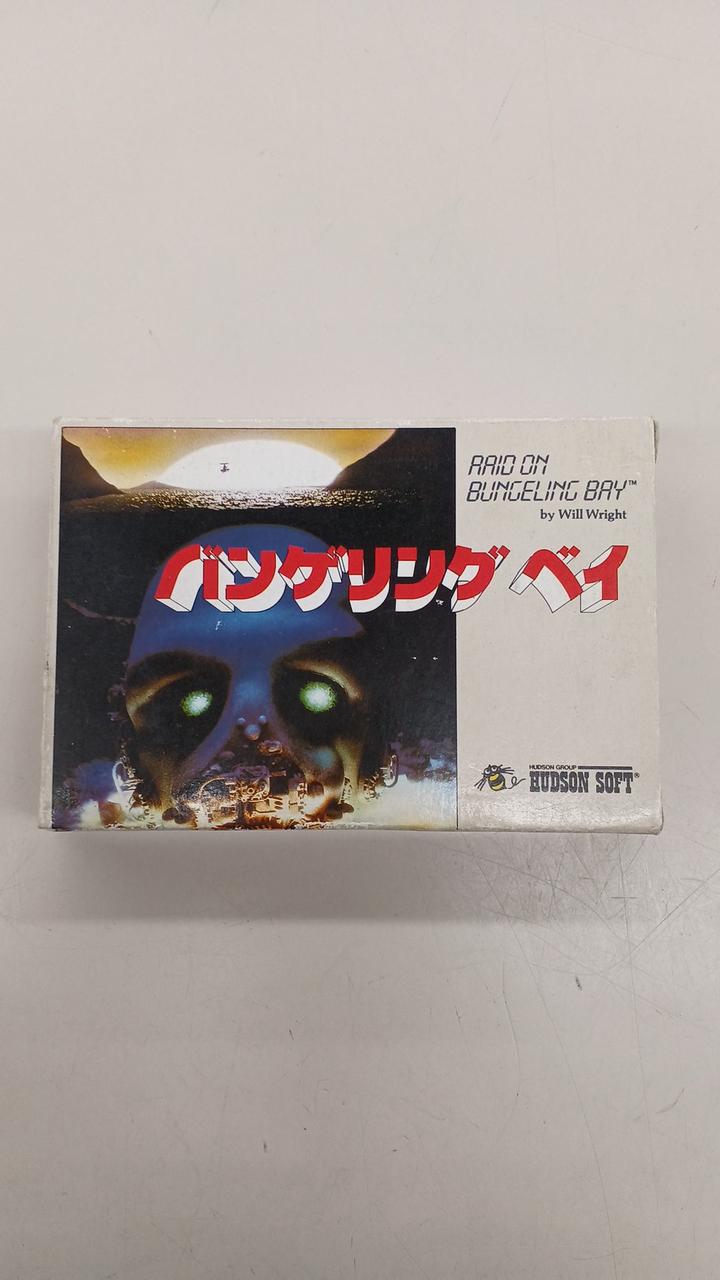 RAID ON
BUNGELING BAY™
by Will Wright
バンゲリング ベイ
HUDSON GROUP
HUDSON SOFT®